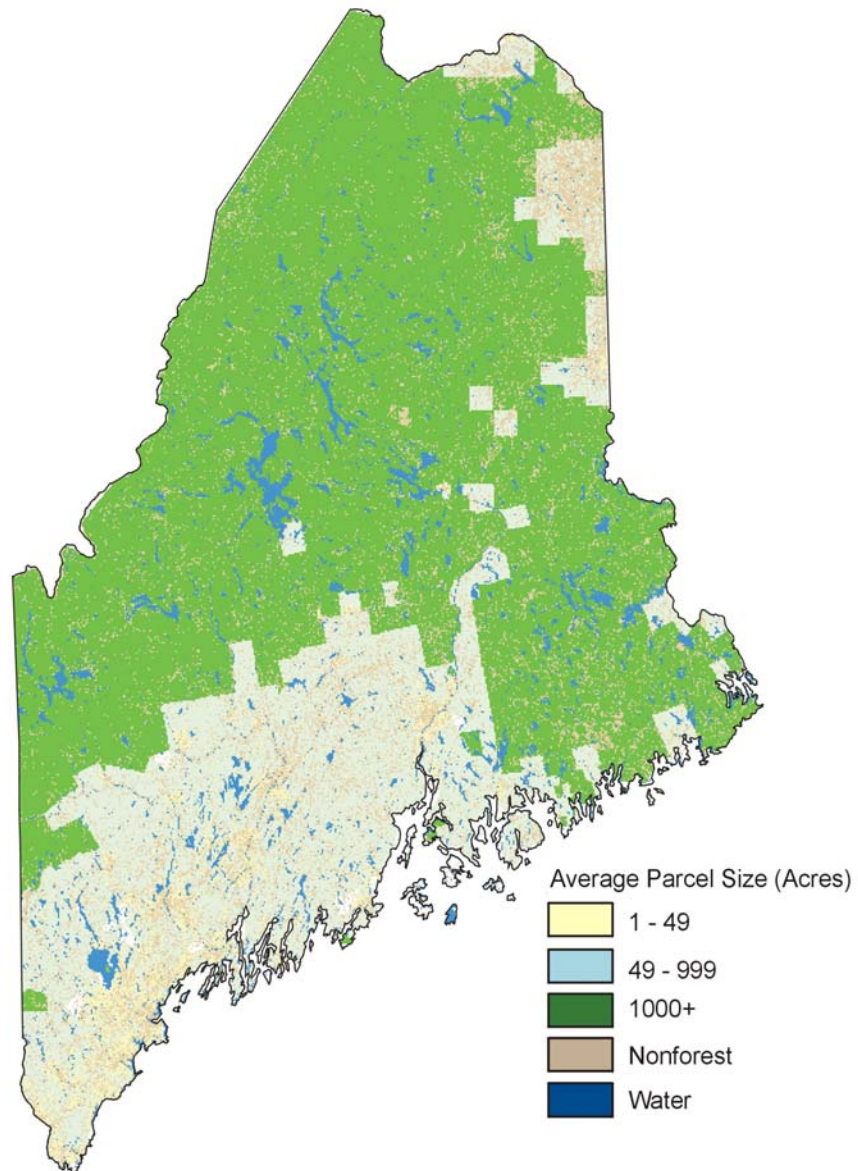 Average Parcel Size (Acres)
1 - 49
49 - 999
1000+
Nonforest
Water